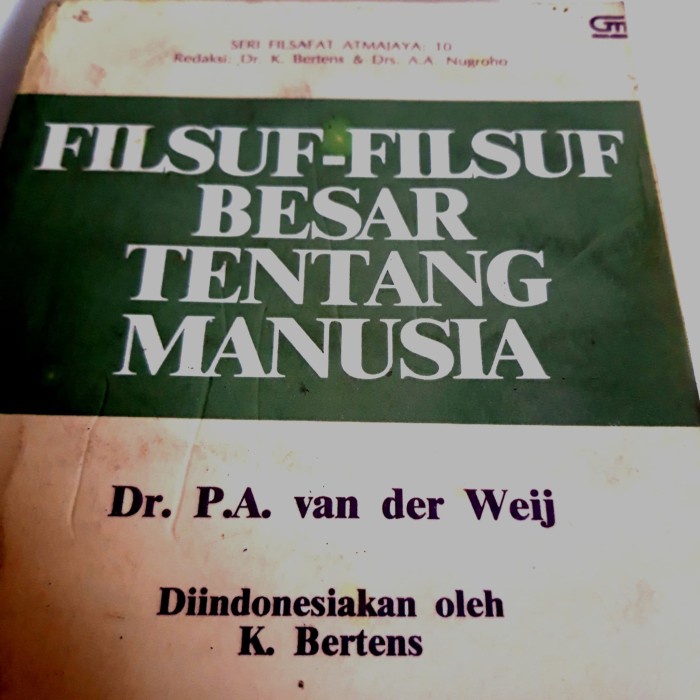 GM
SERI FILSAFAT ATMAJAYA: 10
Redaksi: Dr. K. Bertens & Drs. A.A. Nugroho
FILSUF-FILSUF
BESAR
TENTANG
MANUSIA
Dr. P.A. van der Weij
Diindonesiakan oleh
K. Bertens